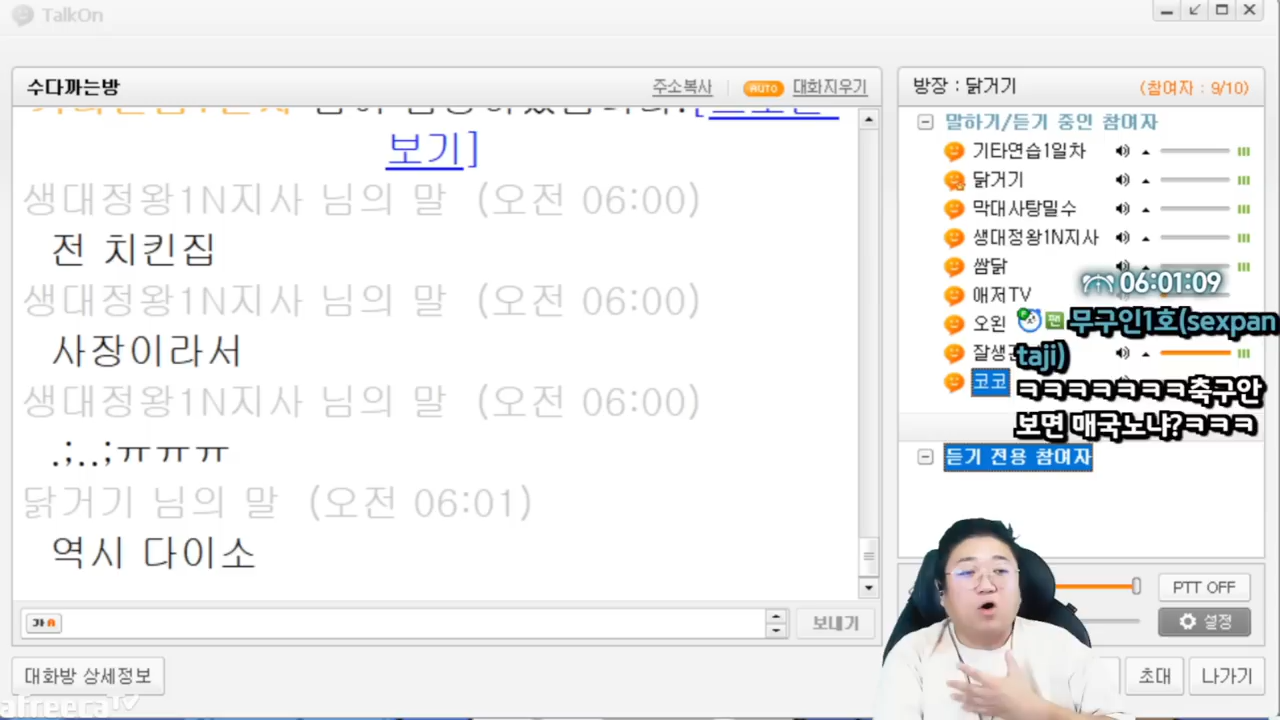 TalkOn
수다까는방
주소복사
AUTO 대화지우기
보기]
생대정왕1N지사 님의 말 (오전 06:00)
전 치킨집
생대정왕1N지사 님의 말 (오전 06:00)
사장이라서
생대정왕1N지사 님의 말 (오전 06:00)
.;..;ㅠㅠㅠ
닭거기 님의 말 (오전 06:01)
역시 다이소
보내기
대화방 상세정보
afreecaTV
방장 : 닭거기
(참여자 : 9/10)
말하기/듣기 중인 참여자
기타연습1일차
닭거기
막대사탕밀수
생대정왕1N지사
쌈닭
애저TV
오윈
잘생
코코
듣기 전용 참여자
06:01:09
팬 무구인1호(sexpan
taji)
ㅋㅋㅋㅋㅋㅋㅋ축구안
보면 매국노냐?ㅋㅋㅋ
PTT OFF
설정
초대
나가기